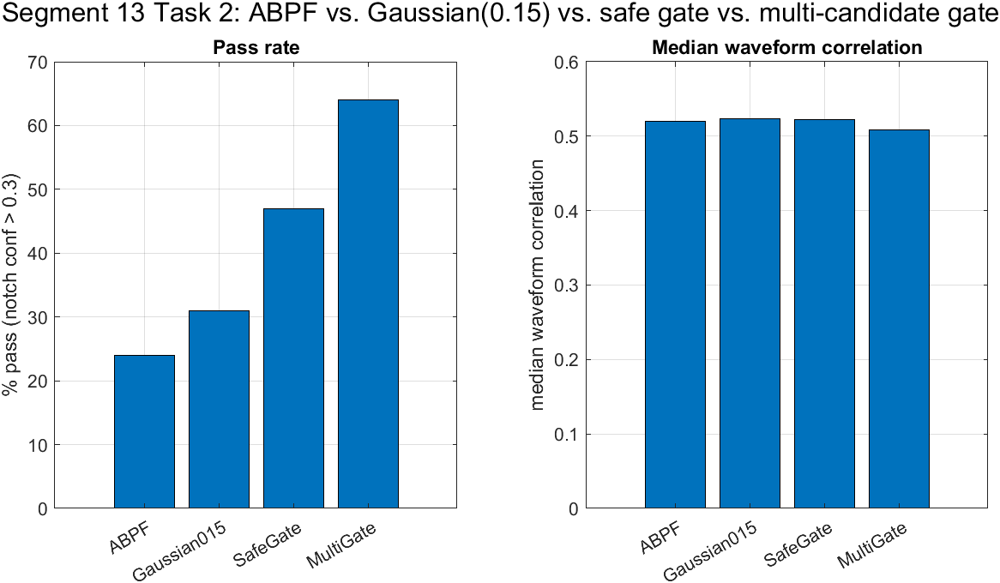 Segment 13 Task 2: ABPF vs. Gaussian(0.15) vs. safe gate vs. multi-candidate gate
Pass rate
% pass (notch conf > 0.3)
70
60
50
40
30
20
10
0
ABPF
Gaussian015
SafeGate
MultiGate
Median waveform correlation
median waveform correlation
0.6
0.5
0.4
0.3
0.2
0.1
0
ABPF
Gaussian015
SafeGate
MultiGate